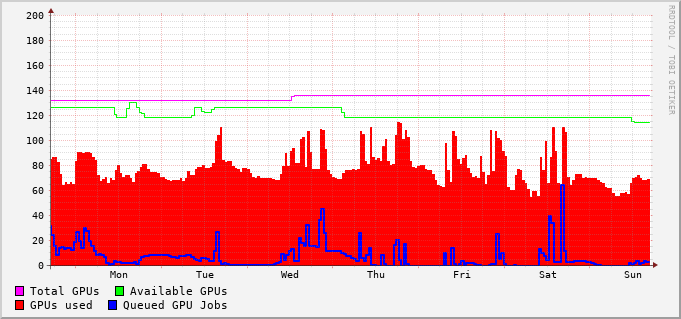 200
180
160
140
120
100
80
60
40
20
0
Mon Tue Wed Thu Fri Sat Sun
Total GPUs Available GPUs
GPUs used Queued GPU Jobs
RRDTOOL / TOBI OETIKER